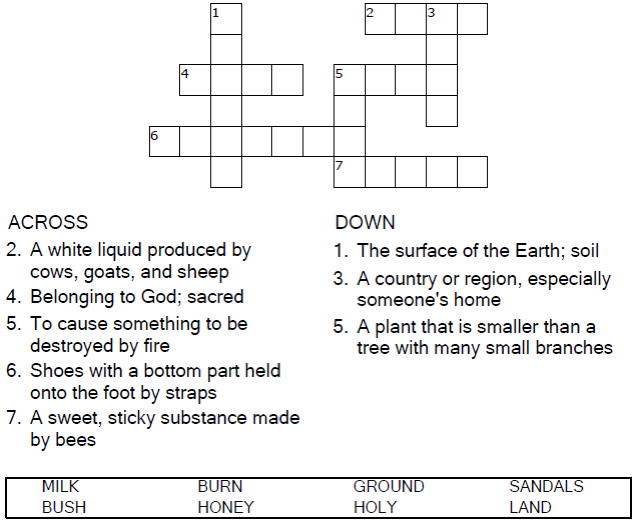 1
2
3
4
5
6
7
ACROSS
2. A white liquid produced by
cows, goats, and sheep
4. Belonging to God; sacred
5. To cause something to be
destroyed by fire
6. Shoes with a bottom part held
onto the foot by straps
7. A sweet, sticky substance made
by bees
DOWN
1. The surface of the Earth; soil
3. A country or region, especially
someone's home
5. A plant that is smaller than a
tree with many small branches
MILK BURN GROUND SANDALS
BUSH HONEY HOLY LAND